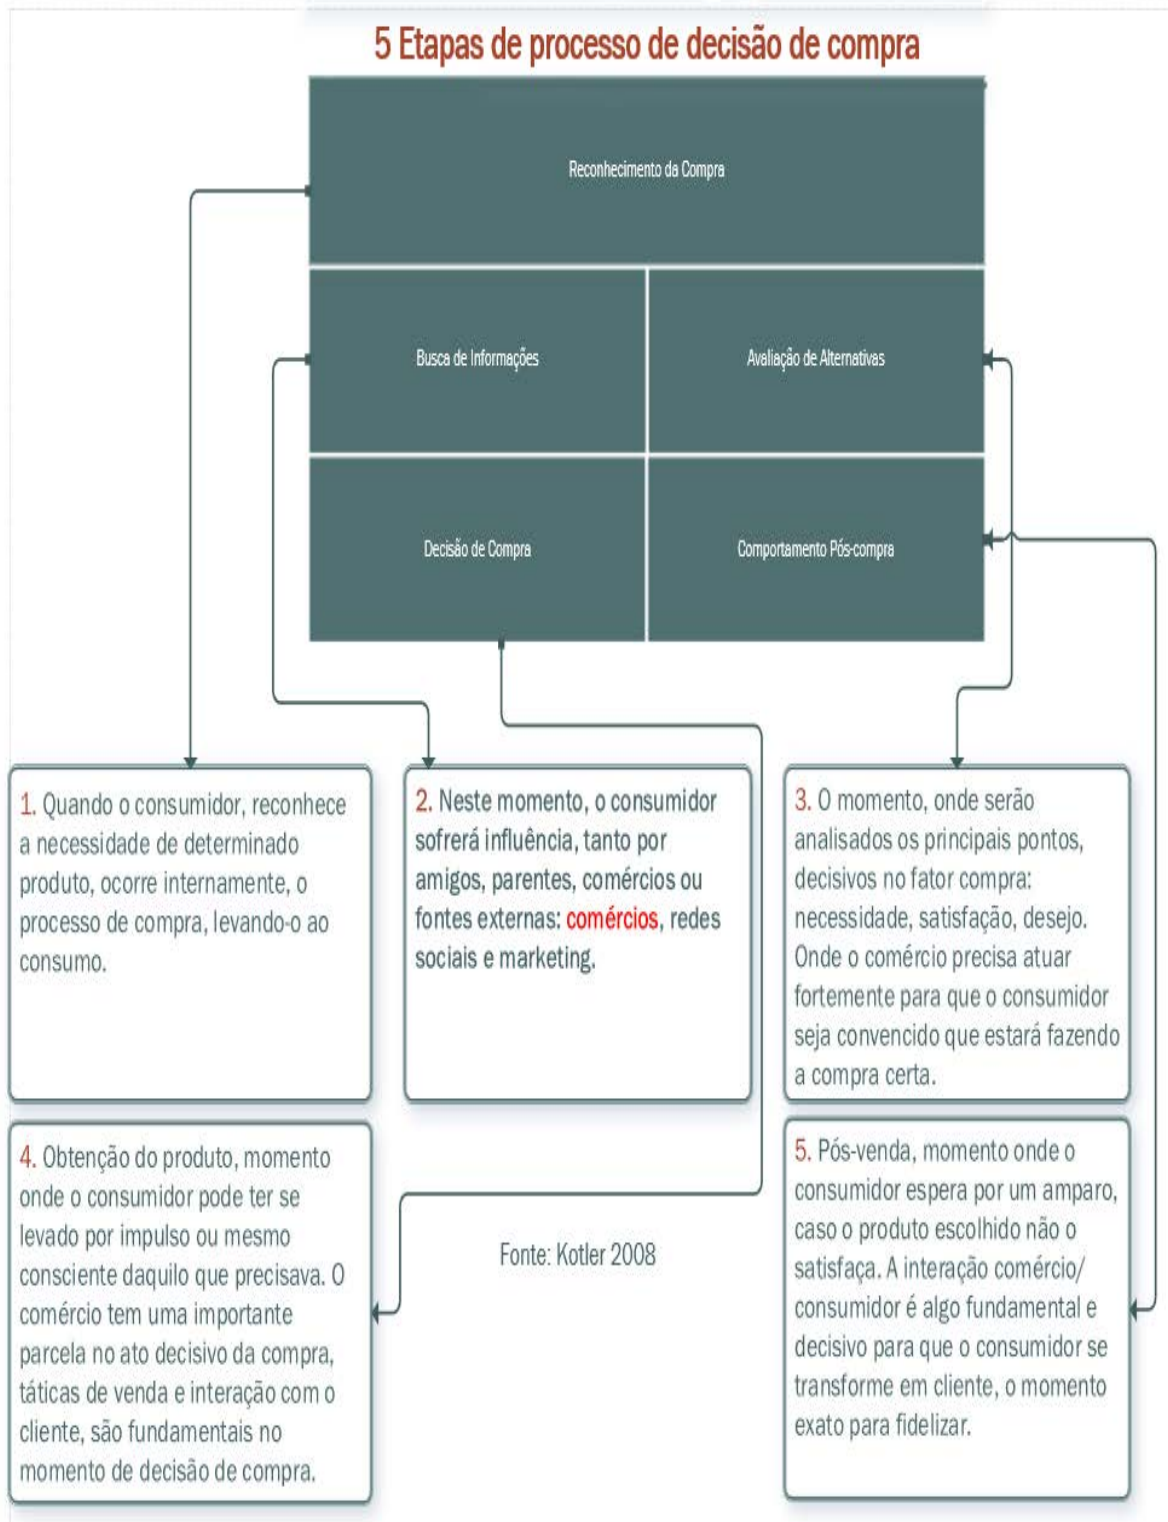 5 Etapas de processo de decisão de compra
Reconhecimento da Compra
Busca de Informações
Avaliação de Alternativas
Decisão de Compra
Comportamento Pós-compra
1. Quando o consumidor, reconhece
a necessidade de determinado
produto, ocorre internamente, o
processo de compra, levando-o ao
consumo.
2. Neste momento, o consumidor
sofrerá influência, tanto por
amigos, parentes, comércios ou
fontes externas: comércios, redes
sociais e marketing.
3. O momento, onde serão
analisados os principais pontos,
decisivos no fator compra:
necessidade, satisfação, desejo.
Onde o comércio precisa atuar
fortemente para que o consumidor
seja convencido que estará fazendo
a compra certa.
4. Obtenção do produto, momento
onde o consumidor pode ter se
levado por impulso ou mesmo
consciente daquilo que precisava. O
comércio tem uma importante
parcela no ato decisivo da compra,
táticas de venda e interação com o
cliente, são fundamentais no
momento de decisão de compra.
Fonte: Kotler 2008
5. Pós-venda, momento onde o
consumidor espera por um amparo,
caso o produto escolhido não o
satisfaça. A interação comércio/
consumidor é algo fundamental e
decisivo para que o consumidor se
transforme em cliente, o momento
exato para fidelizar.